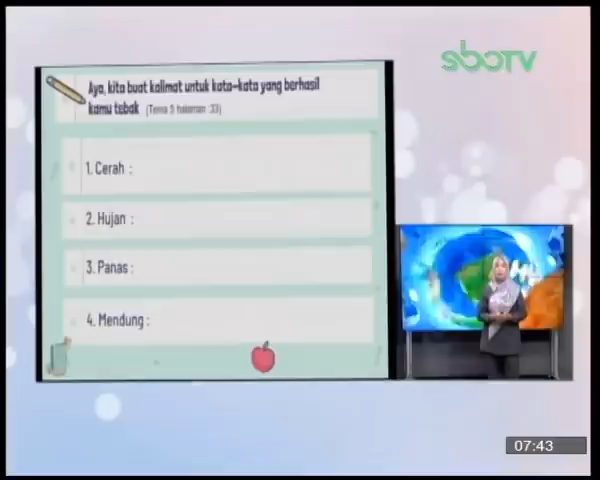 sboTV
Ayo, kita buat kalimat untuk kata-kata yang berhasil
kamu tebak (Tema 5 halaman 33)
1. Cerah :
2. Hujan :
3. Panas :
4. Mendung :
07:43